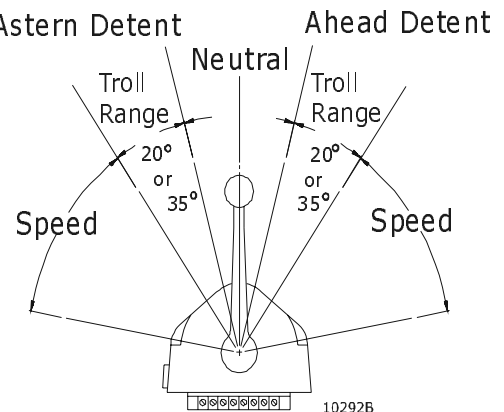 Astern Detent
Ahead Detent
Neutral
Troll
Range
Troll
Range
20°
or
35°
20°
or
35°
Speed
Speed
10292B